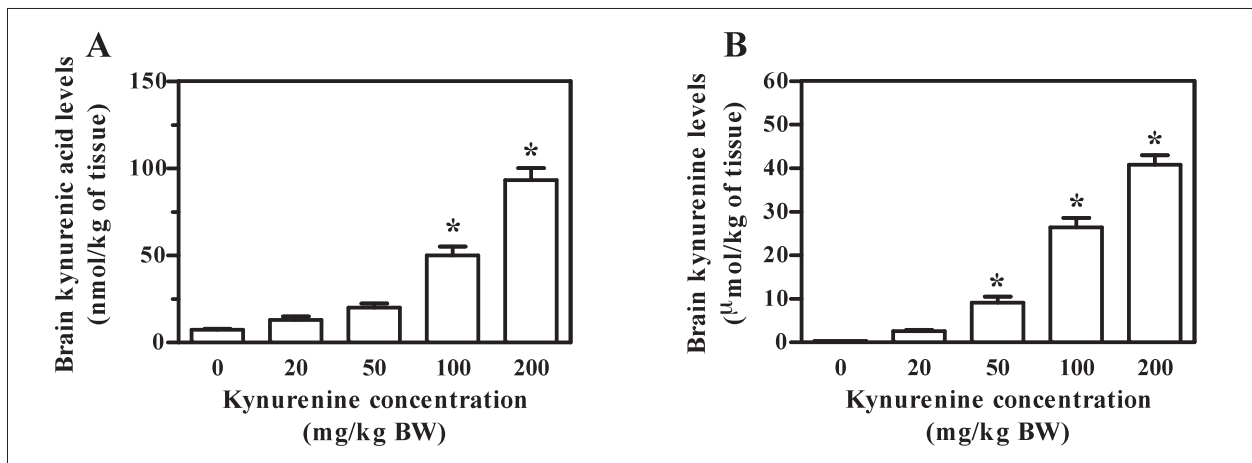 A
Brain kynurenic acid levels
(nmol/kg of tissue)
150
100
50
0
*
*
0 20 50 100 200
Kynurenine concentration
(mg/kg BW)
B
Brain kynurenine levels
(μmol/kg of tissue)
60
50
40
30
20
10
0
*
*
*
0 20 50 100 200
Kynurenine concentration
(mg/kg BW)